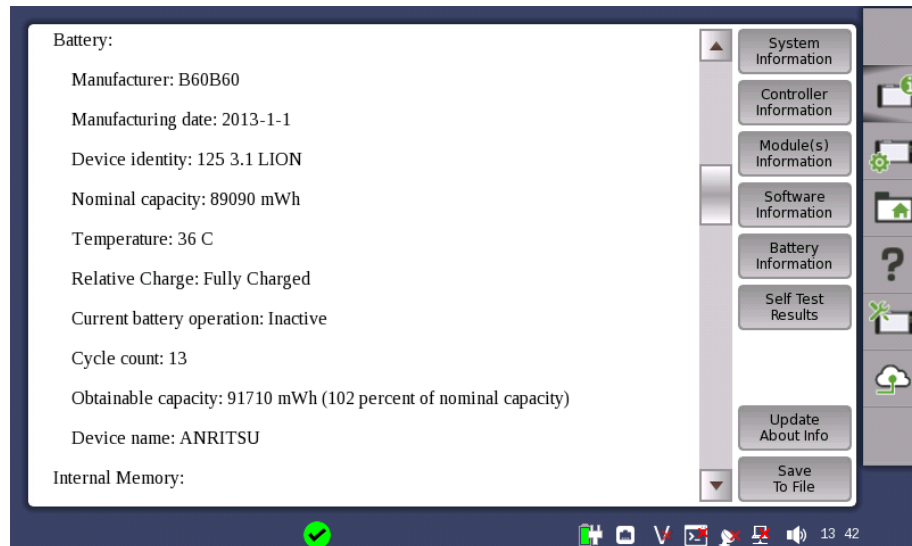 Battery:
Manufacturer: B60B60
Manufacturing date: 2013-1-1
Device identity: 125 3.1 LION
Nominal capacity: 89090 mWh
Temperature: 36 C
Relative Charge: Fully Charged
Current battery operation: Inactive
Cycle count: 13
Obtainable capacity: 91710 mWh (102 percent of nominal capacity)
Device name: ANRITSU
Internal Memory:
System
Information
Controller
Information
Module(s)
Information
Software
Information
Battery
Information
Self Test
Results
Update
About Info
Save
To File
13 42